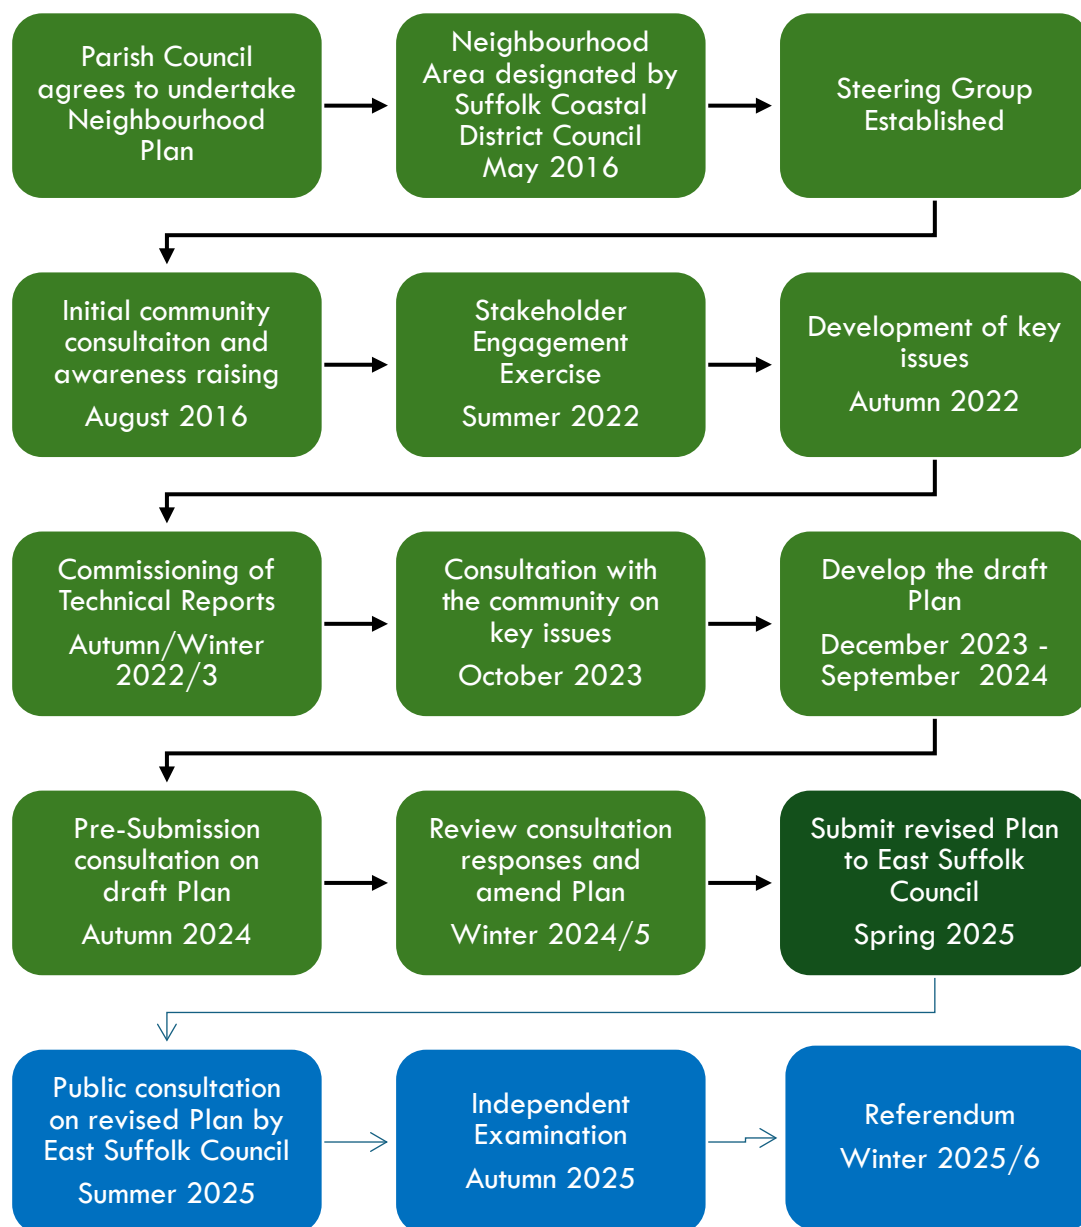 Parish Council
agrees to undertake
Neighbourhood
Plan
Neighbourhood
Area designated by
Suffolk Coastal
District Council
May 2016
Steering Group
Established
Initial community
consultaiton and
awareness raising
August 2016
Stakeholder
Engagement
Exercise
Summer 2022
Development of key
issues
Autumn 2022
Commissioning of
Technical Reports
Autumn/Winter
2022/3
Consultation with
the community on
key issues
October 2023
Develop the draft
Plan
December 2023 -
September 2024
Pre-Submission
consultation on
draft Plan
Autumn 2024
Review consultation
responses and
amend Plan
Winter 2024/5
Submit revised Plan
to East Suffolk
Council
Spring 2025
Public consultation
on revised Plan by
East Suffolk Council
Summer 2025
Independent
Examination
Autumn 2025
Referendum
Winter 2025/6